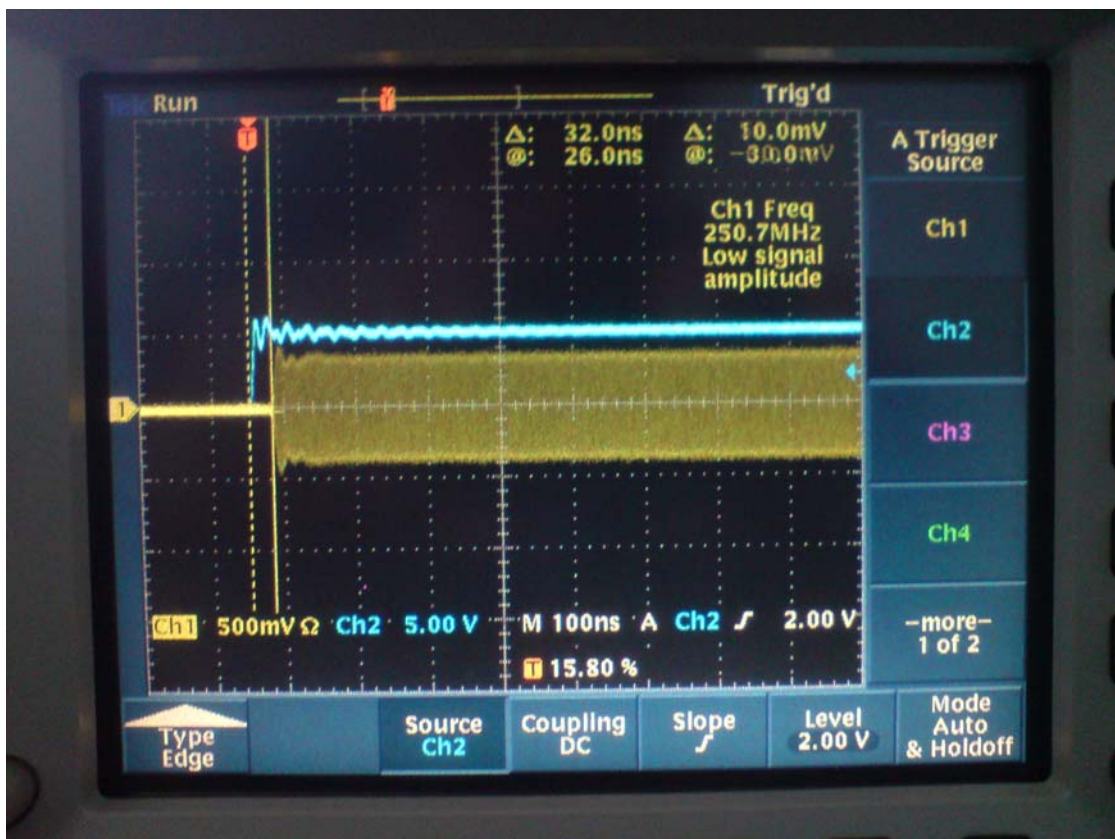 Tek Run Trig'd
T
T
Δ: 32.0ns Δ: 10.0mV
@: 26.0ns @:
Ch1 Freq
250.7MHz
Low signal
amplitude
1
Ch1 500mV Ω Ch2 5.00 V M 100ns A Ch2 ʃ 2.00 V
T 15.80 %
A Trigger
Source
Ch1
Ch2
Ch3
Ch4
-more-
1 of 2
Type
Edge
Source
Ch2
Coupling
DC
Slope
ʃ
Level
2.00 V
Mode
Auto
& Holdoff